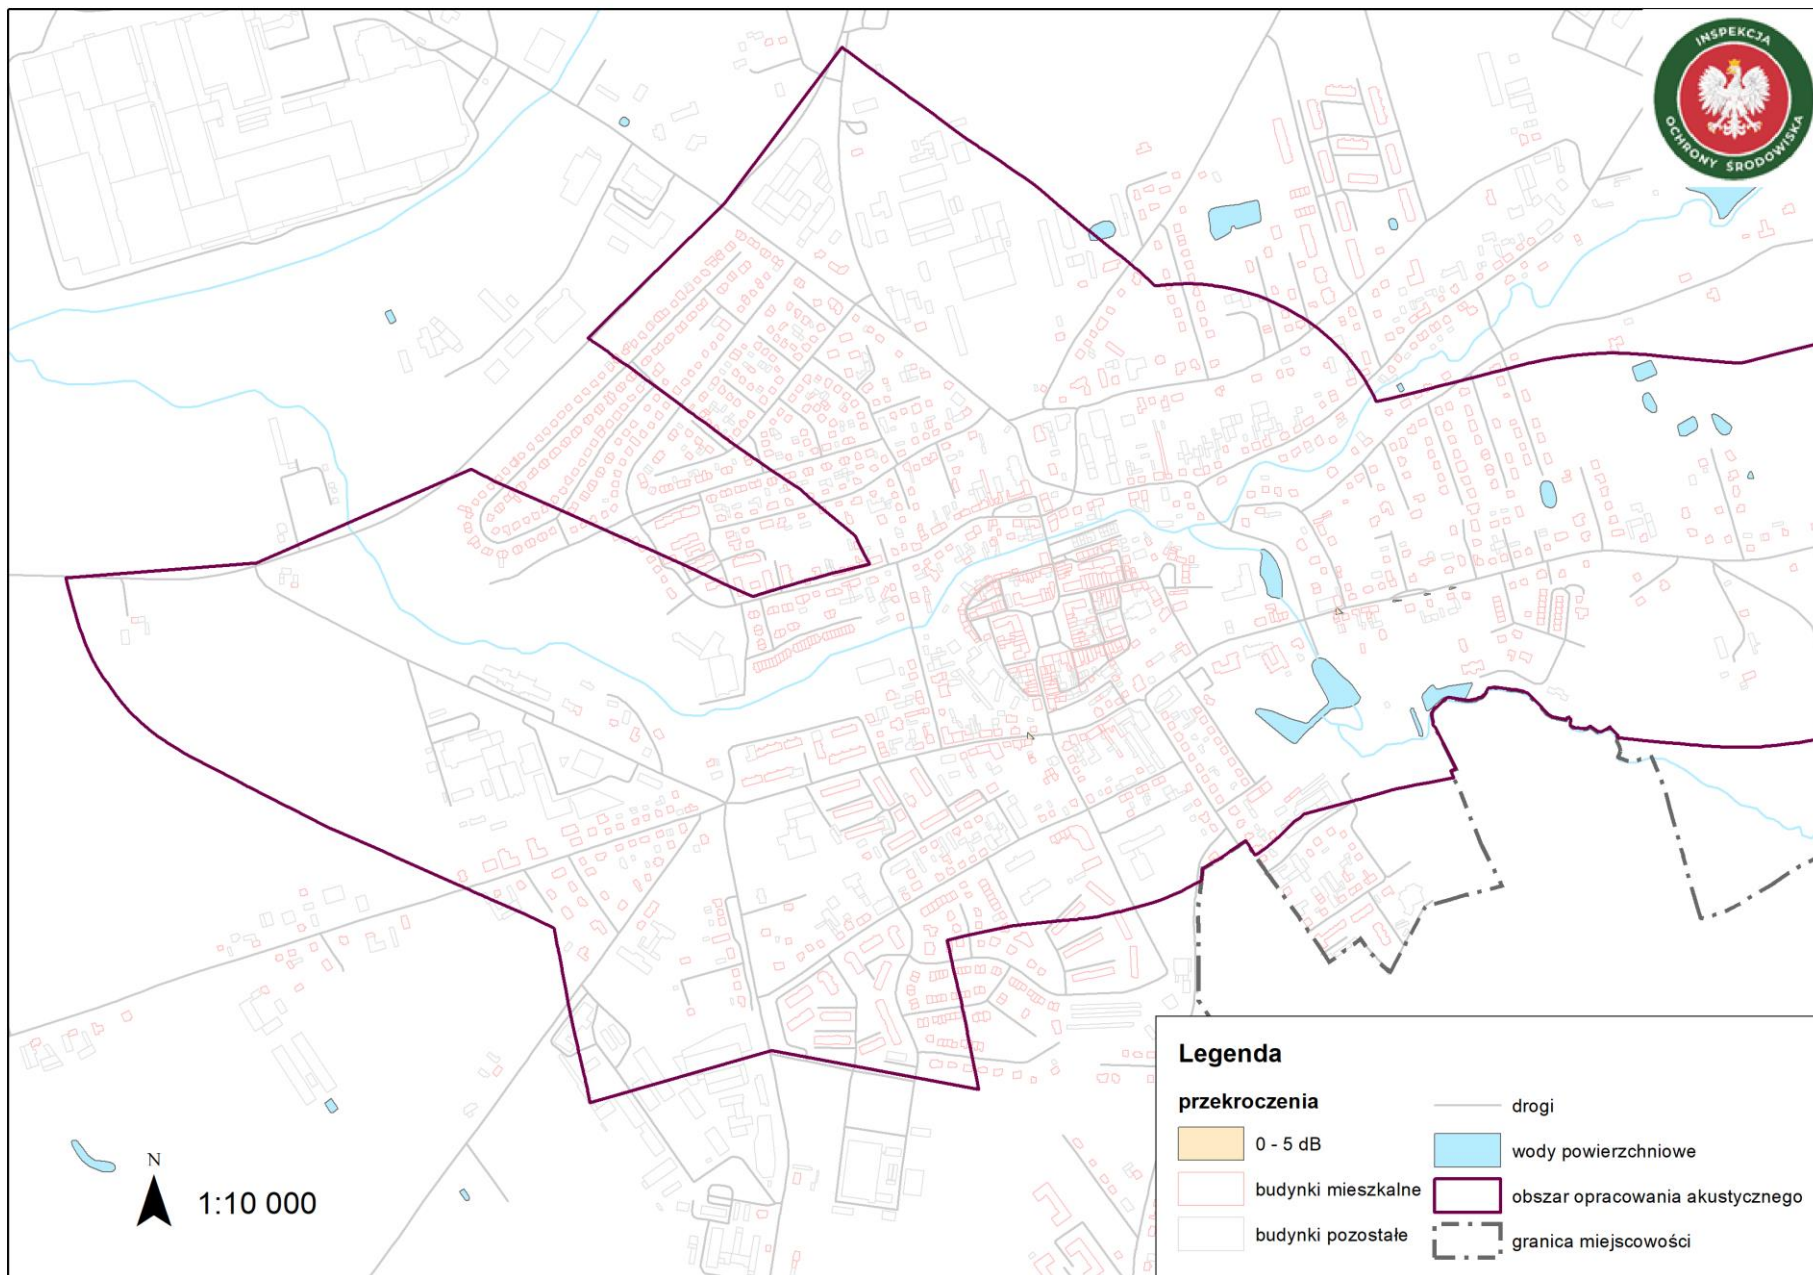 INSPEKCJA
OCHRONY ŚRODOWISKA
N
1:10 000
Legenda
przekroczenia
0 - 5 dB
budynki mieszkalne
budynki pozostałe
drogi
wody powierzchniowe
obszar opracowania akustycznego
granica miejscowości